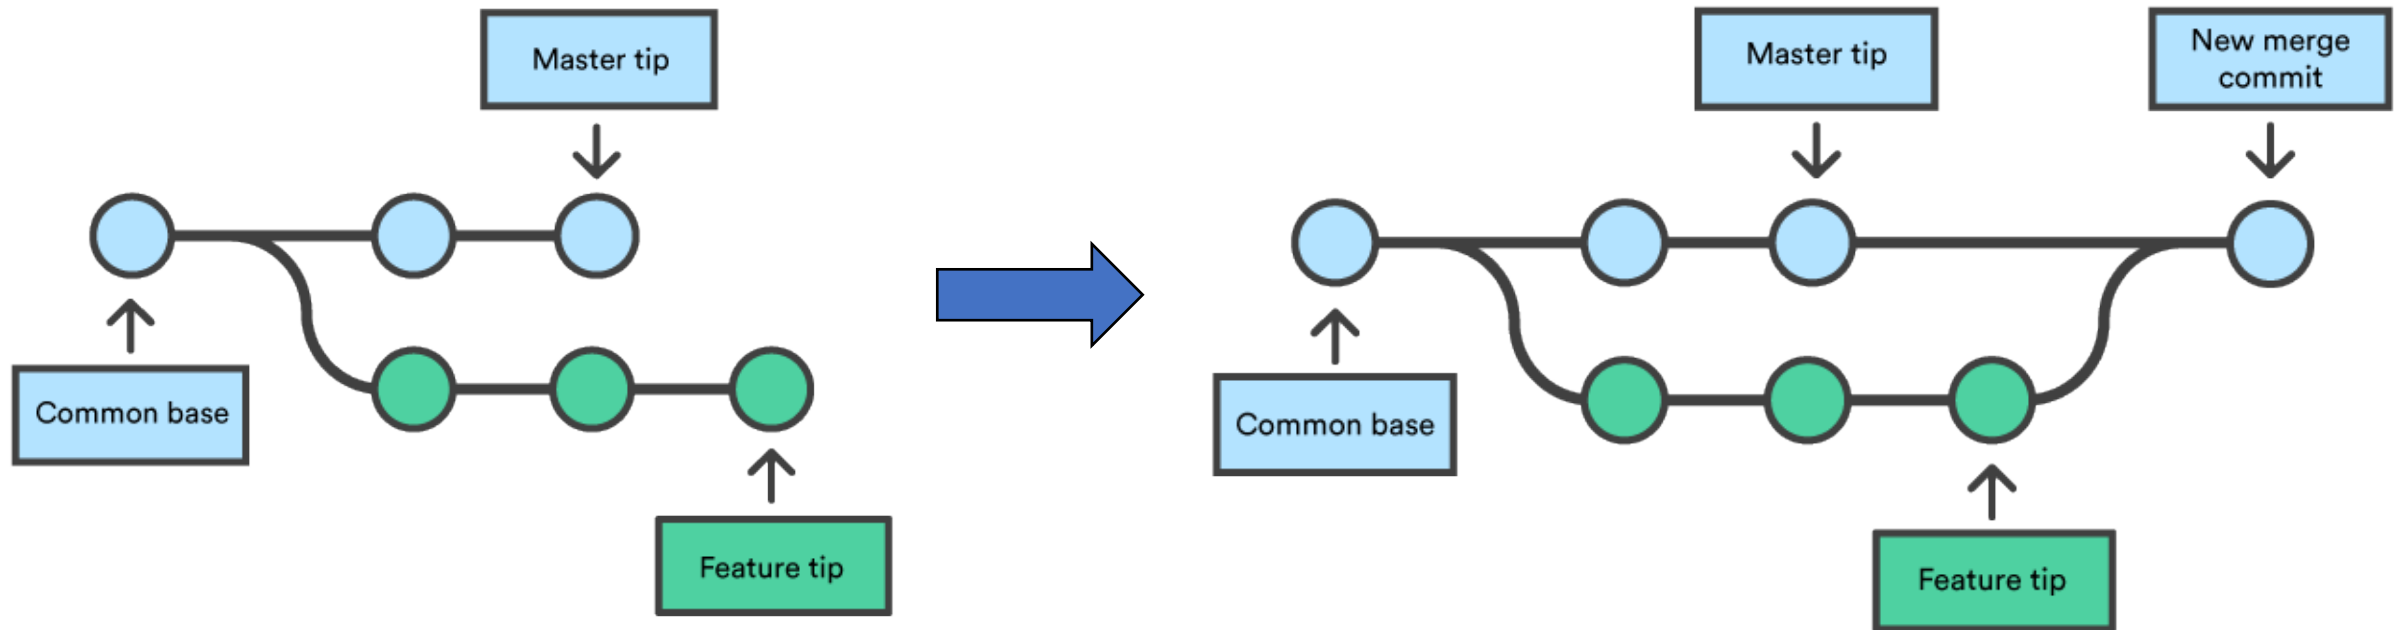 Master tip
Common base
Feature tip
Master tip
New merge
commit
Common base
Feature tip